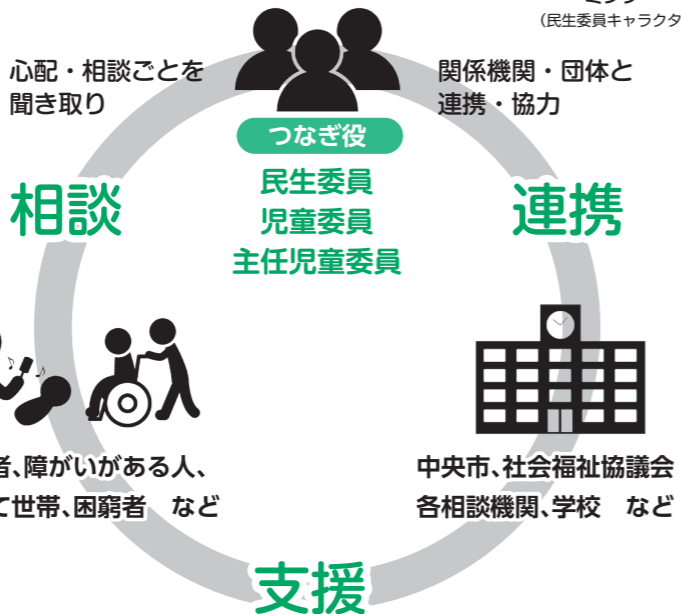 （民生委員キャラクタ
心配・相談ごとを
聞き取り
関係機関・団体と
連携・協力
つなぎ役
民生委員
児童委員
主任児童委員
相談
連携
者、障がいがある人、
て世帯、困窮者　など
中央市、社会福祉協議会
各相談機関、学校　など
支援